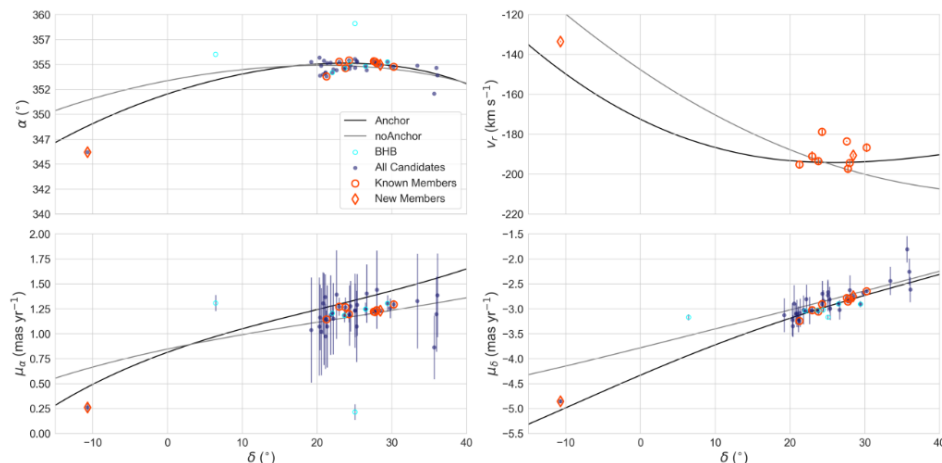 360
357
355
352
350
347
345
342
340
α (°)
Anchor
noAnchor
BHB
All Candidates
Known Members
New Members
−120
−140
−160
−180
−200
−220
v_r (km s⁻¹)
2.00
1.75
1.50
1.25
1.00
0.75
0.50
0.25
0.00
μ_α (mas yr⁻¹)
−10 0 10 20 30 40
δ (°)
−1.5
−2.0
−2.5
−3.0
−3.5
−4.0
−4.5
−5.0
−5.5
μ_δ (mas yr⁻¹)
−10 0 10 20 30 40
δ (°)